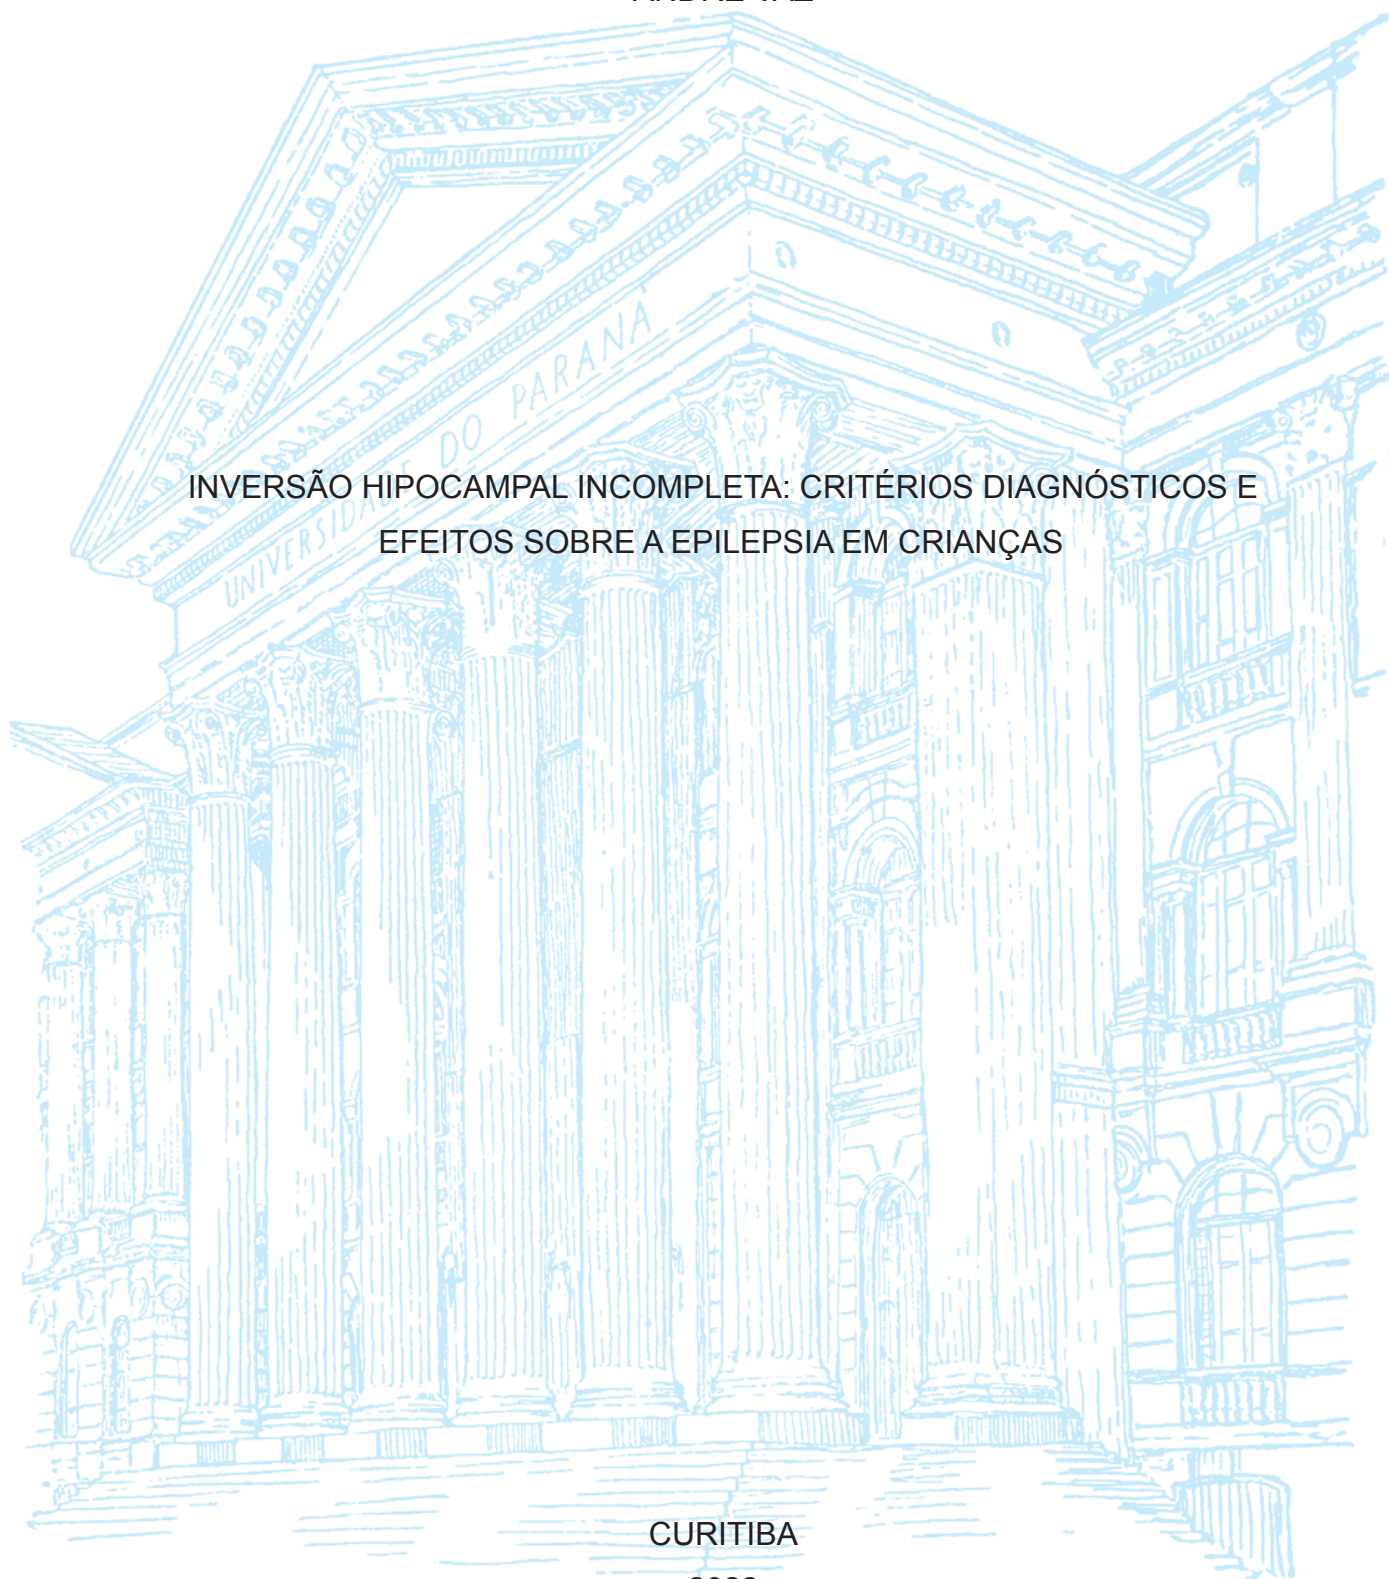 INVERSÃO HIPOCAMPAL INCOMPLETA: CRITÉRIOS DIAGNÓSTICOS E
EFEITOS SOBRE A EPILEPSIA EM CRIANÇAS
UNIVERSIDADE DO PARANÁ
CURITIBA